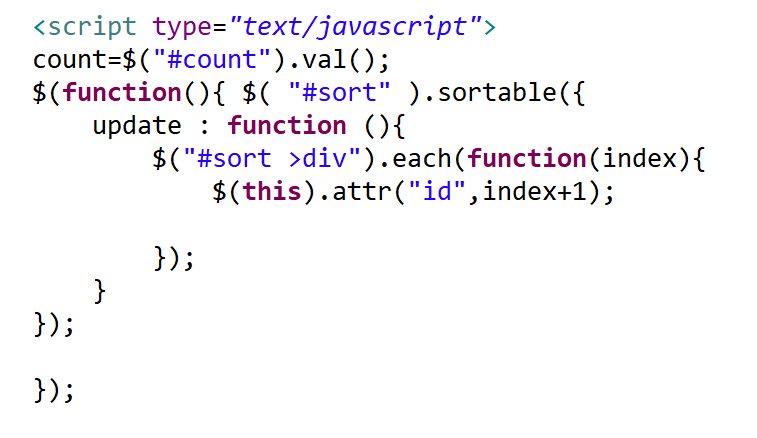 <script type="text/javascript">
count=$("#count").val();
$(function(){ $( "#sort" ).sortable({
    update : function (){
        $("#sort >div").each(function(index){
            $(this).attr("id",index+1);
        });
    }
});
});